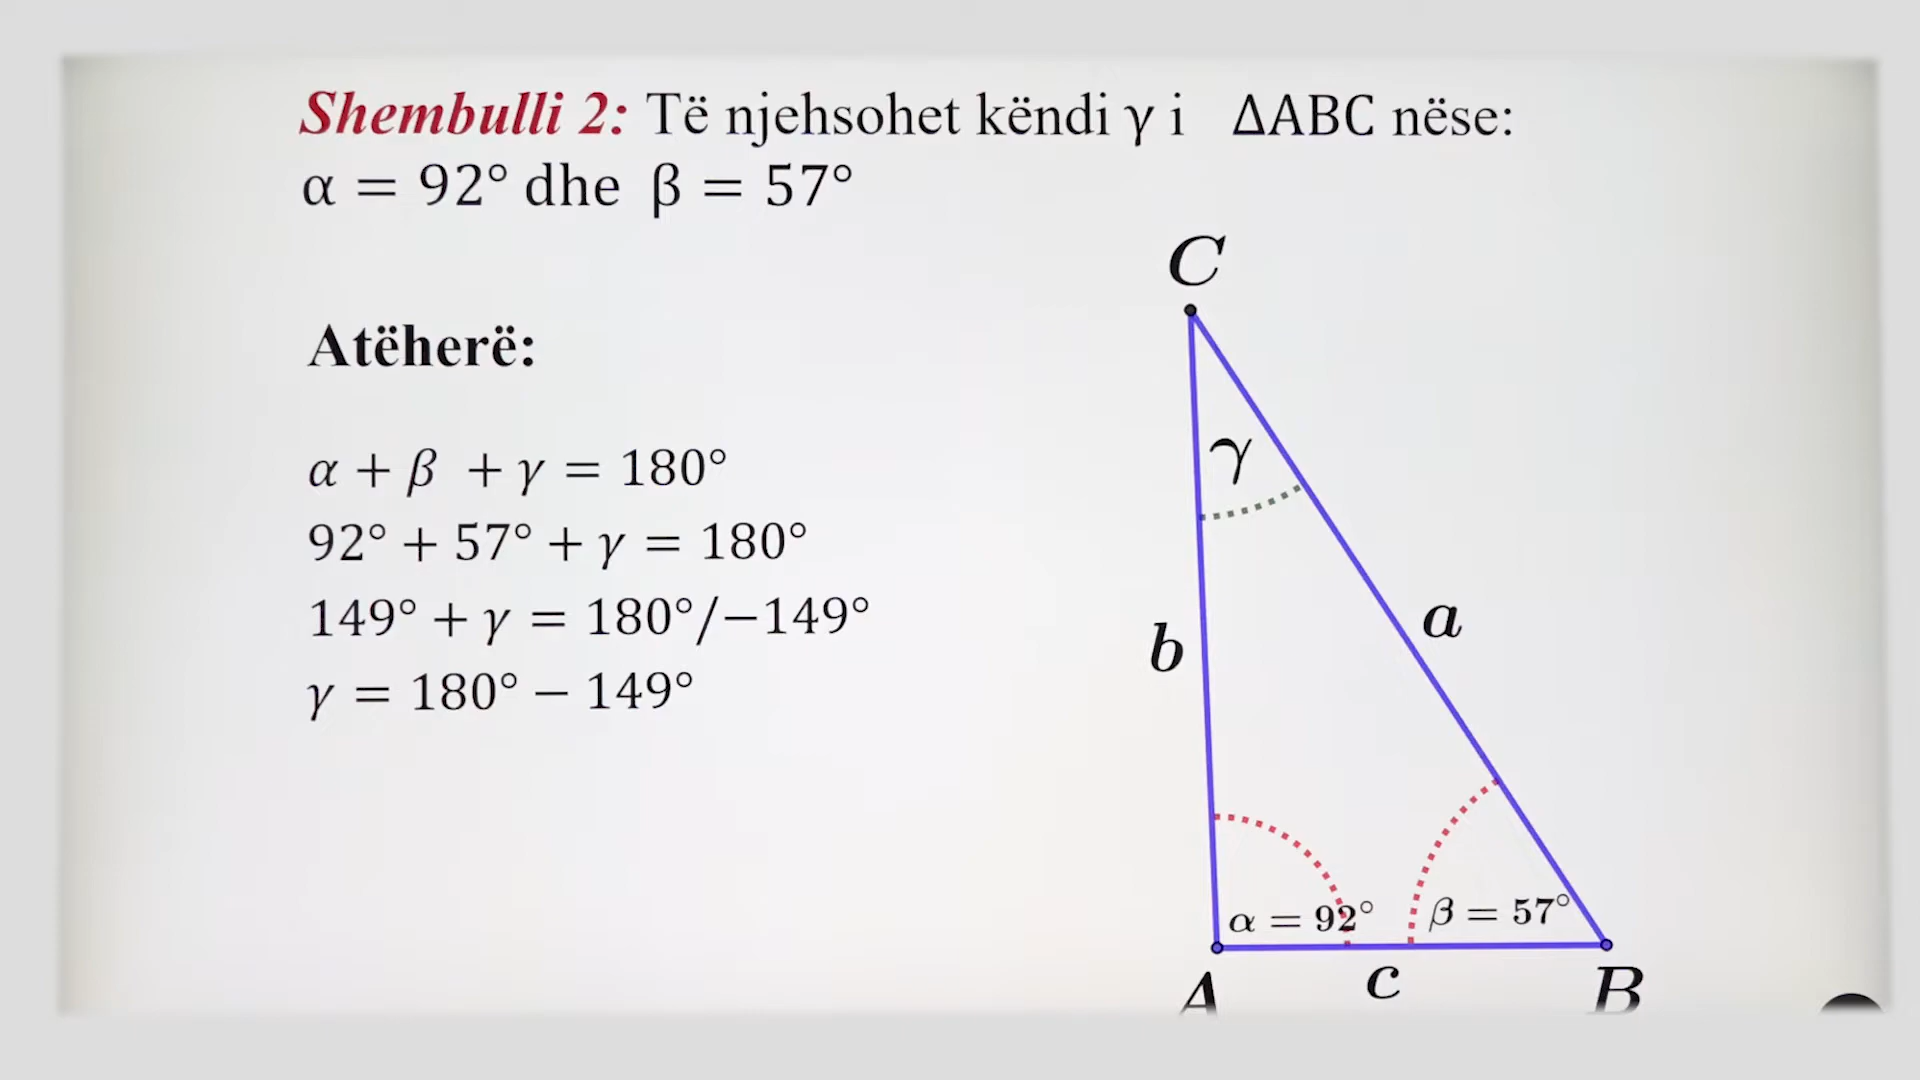 Shembulli 2: Të njehsohet këndi γ i ΔABC nëse:
α = 92° dhe β = 57°
Atëherë:
α + β + γ = 180°
92° + 57° + γ = 180°
149° + γ = 180°/−149°
γ = 180° − 149°
C
γ
b
a
α = 92°
β = 57°
A
c
B